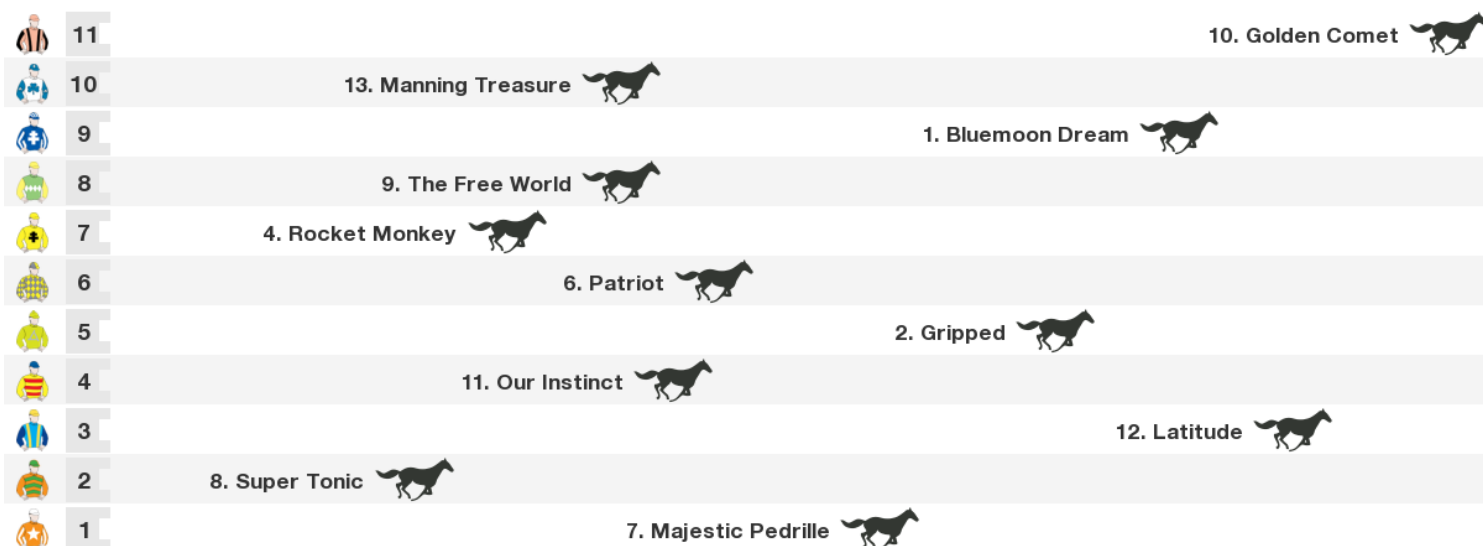 11 10. Golden Comet
10 13. Manning Treasure
9 1. Bluemoon Dream
8 9. The Free World
7 4. Rocket Monkey
6 6. Patriot
5 2. Gripped
4 11. Our Instinct
3 12. Latitude
2 8. Super Tonic
1 7. Majestic Pedrille